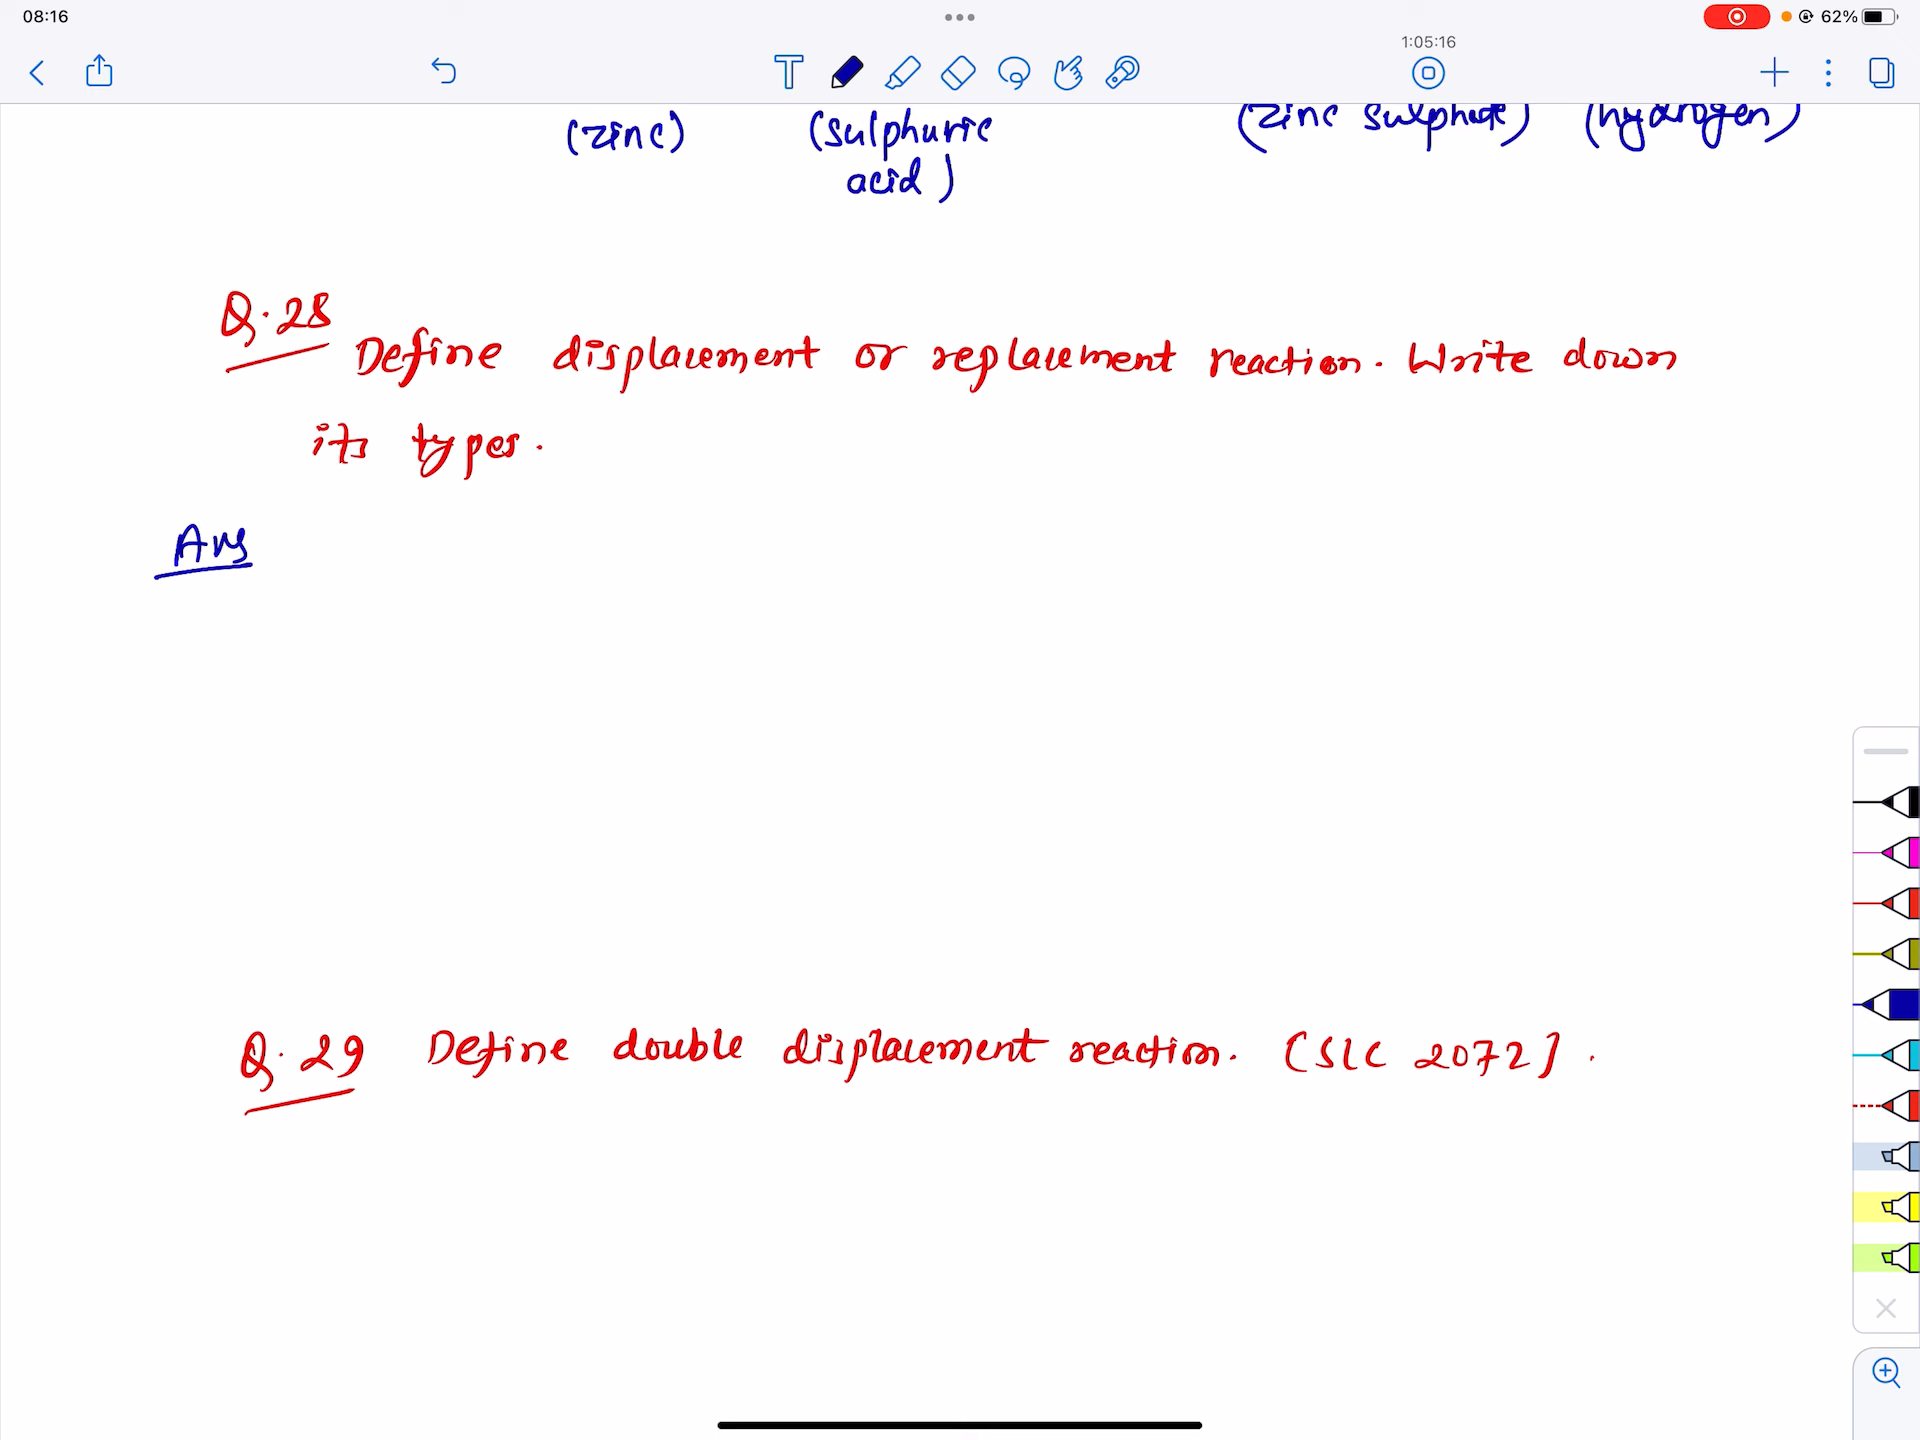 08:16
62%
1:05:16
(zinc) (sulphuric (zinc sulphate) (hydrogen)
acid)
Q.28
Define displacement or replacement reaction. Write down
its types.
Ans
Q.29 Define double displacement reaction. [SLC 2072].